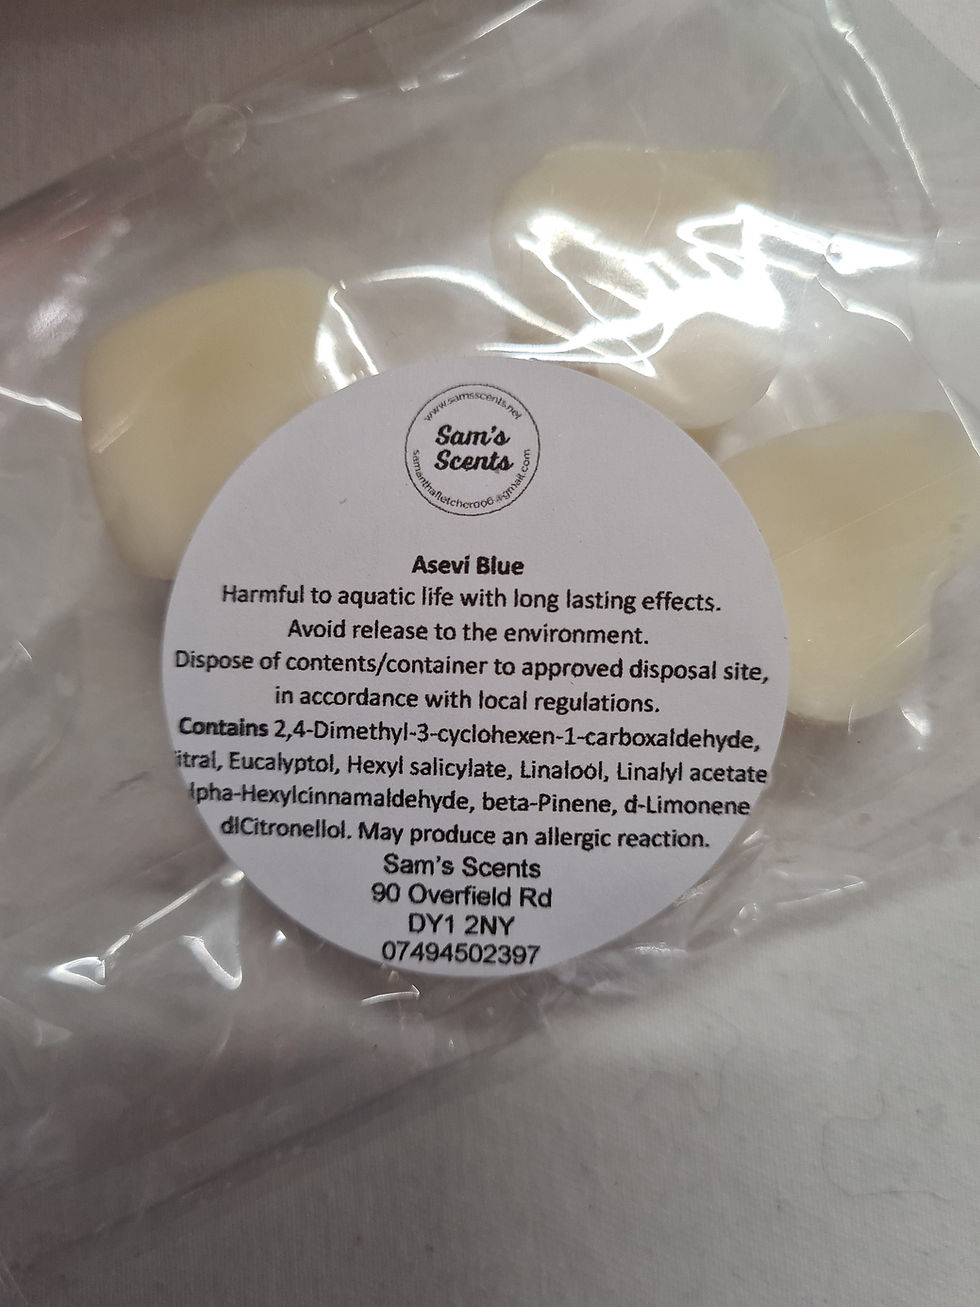 www.samsscents.net
Sam's
Scents
samanthafletcher006@gmail.com
Asevi Blue
Harmful to aquatic life with long lasting effects.
Avoid release to the environment.
Dispose of contents/container to approved disposal site,
in accordance with local regulations.
Contains 2,4-Dimethyl-3-cyclohexen-1-carboxaldehyde,
itral, Eucalyptol, Hexyl salicylate, Linalool, Linalyl acetate
lpha-Hexylcinnamaldehyde, beta-Pinene, d-Limonene
dlCitronellol. May produce an allergic reaction.
Sam's Scents
90 Overfield Rd
DY1 2NY
07494502397